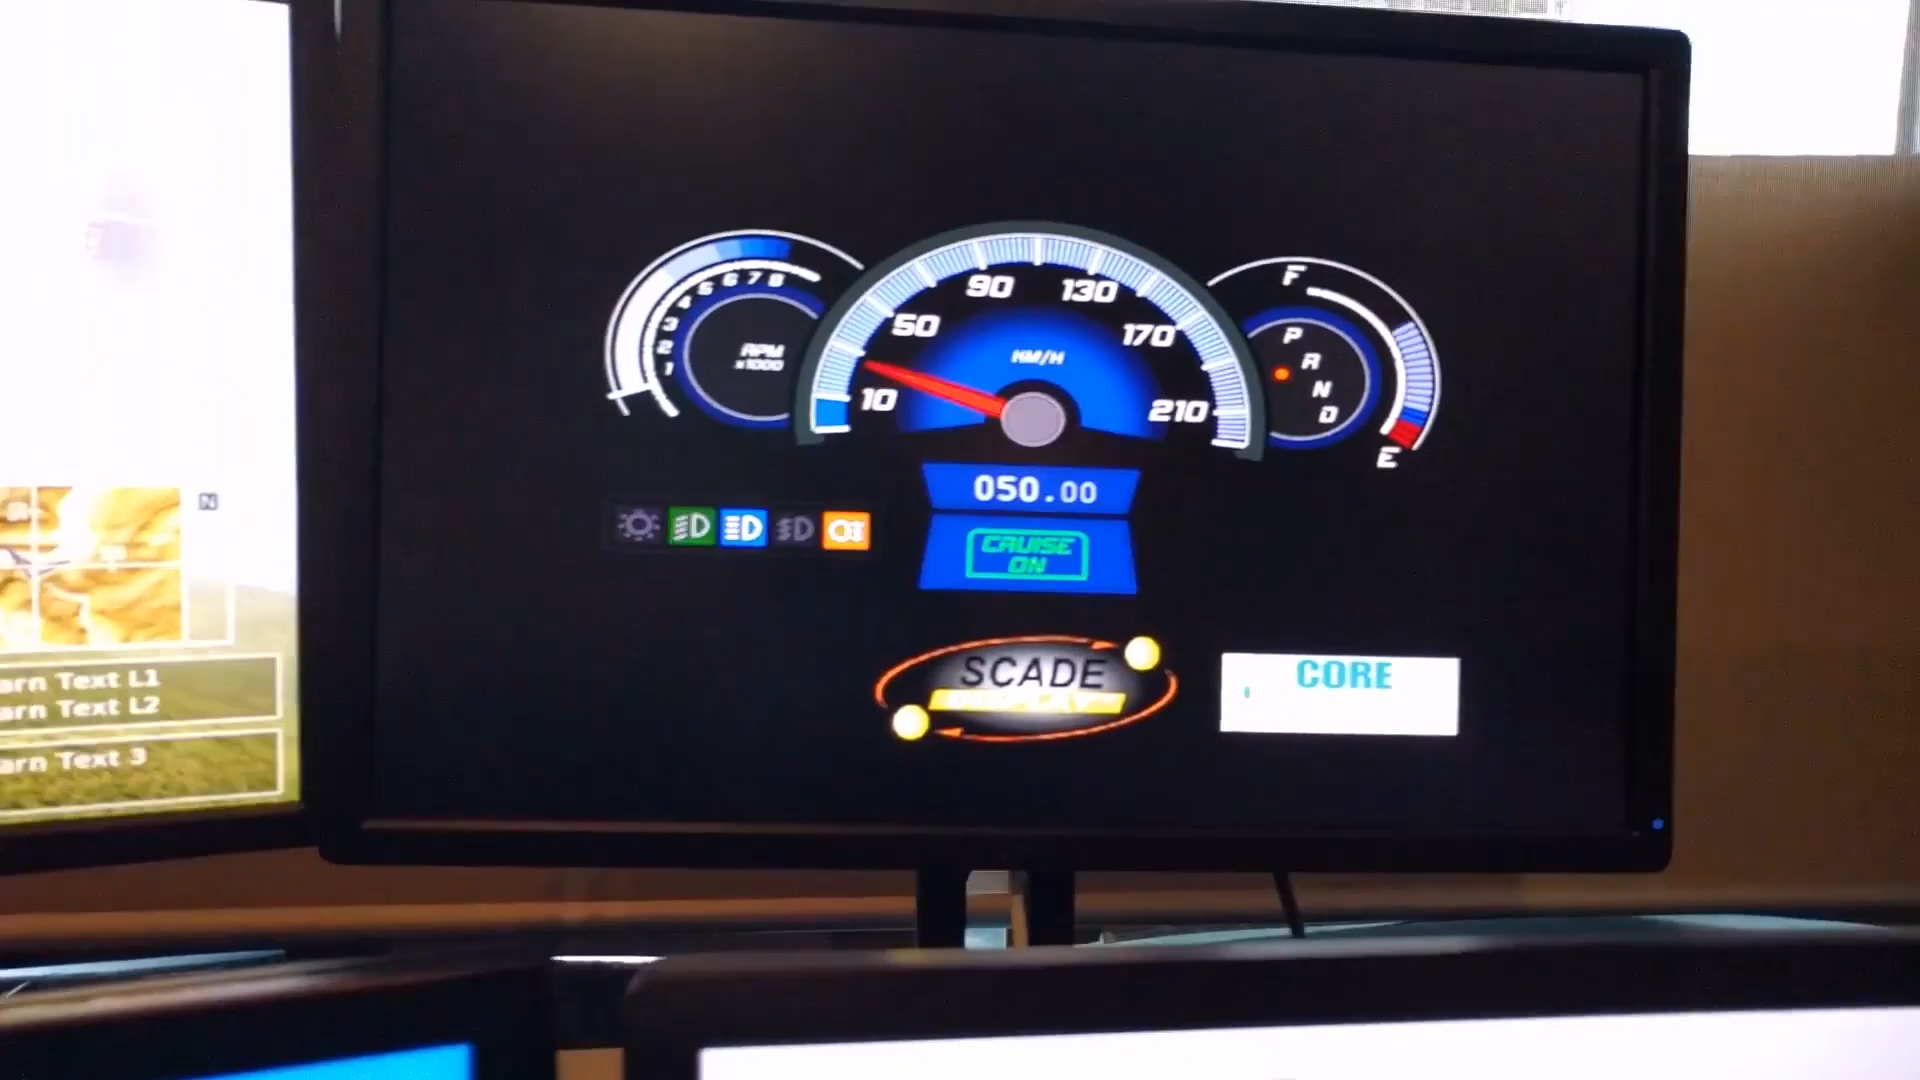 N
arn Text L1
arn Text L2
arn Text 3
1
2
3
4
5
6
7
8
RPM
x1000
10
50
90
130
170
210
KM/H
F
P
R
N
D
E
050.00
CRUISE
ON
SCADE
DISPLAY
CORE